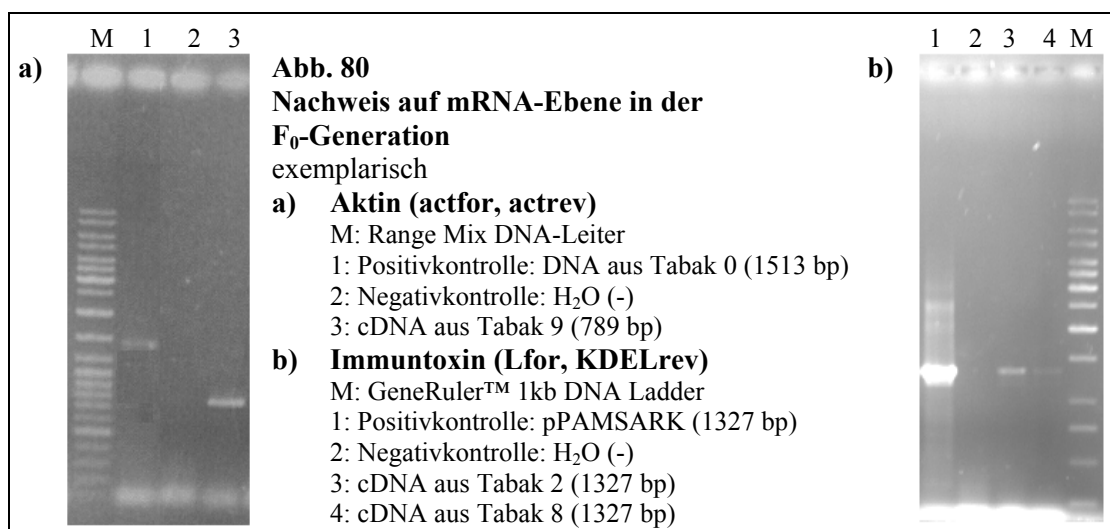 M 1 2 3
a)
Abb. 80
Nachweis auf mRNA-Ebene in der
F₀-Generation
exemplarisch
a) Aktin (actfor, actrev)
M: Range Mix DNA-Leiter
1: Positivkontrolle: DNA aus Tabak 0 (1513 bp)
2: Negativkontrolle: H₂O (-)
3: cDNA aus Tabak 9 (789 bp)
b) Immuntoxin (Lfor, KDELrev)
M: GeneRuler™ 1kb DNA Ladder
1: Positivkontrolle: pPAMSARK (1327 bp)
2: Negativkontrolle: H₂O (-)
3: cDNA aus Tabak 2 (1327 bp)
4: cDNA aus Tabak 8 (1327 bp)
b)
1 2 3 4 M